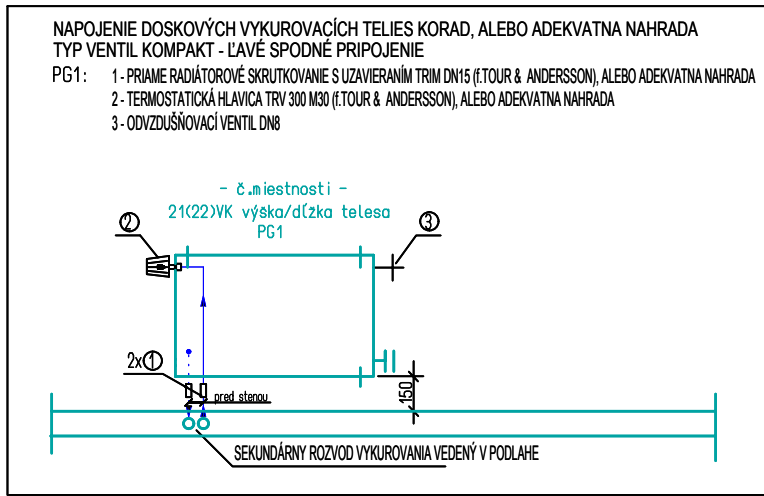 NAPOJENIE DOSKOVÝCH VYKUROVACÍCH TELIES KORAD, ALEBO ADEKVATNA NAHRADA
TYP VENTIL KOMPAKT - ĽAVÉ SPODNÉ PRIPOJENIE
PG1: 1 - PRIAME RADIÁTOROVÉ SKRUTKOVANIE S UZAVIERANÍM TRIM DN15 (f.TOUR & ANDERSSON), ALEBO ADEKVATNA NAHRADA
2 - TERMOSTATICKÁ HLAVICA TRV 300 M30 (f.TOUR & ANDERSSON), ALEBO ADEKVATNA NAHRADA
3 - ODVZDUŠŇOVACÍ VENTIL DN8
- č.miestnosti -
21(22)VK výška/dĺžka telesa
PG1
2
3
2x1
pred stenou
150
SEKUNDÁRNY ROZVOD VYKUROVANIA VEDENÝ V PODLAHE